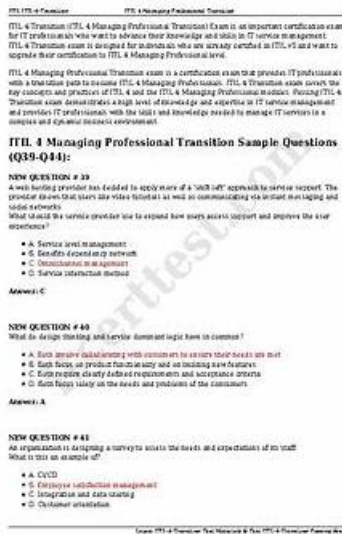 ITIL ITIL-4-Transition ITIL 4 Managing Professional Transition
ITIL 4 Transition (ITIL 4 Managing Professional Transition) Exam is an important certification exam
for IT professionals who want to advance their knowledge and skills in IT service management.
ITIL 4 Transition exam is designed for individuals who are already certified in ITIL v3 and want to
upgrade their certification to ITIL 4 Managing Professional level.
ITIL 4 Managing Professional Transition exam is a certification exam that provides IT professionals
with a transition path to become ITIL 4 Managing Professionals. ITIL 4 Transition exam covers the
key concepts and practices of ITIL 4 and the ITIL 4 Managing Professional modules. Passing ITIL 4
Transition exam demonstrates a high level of knowledge and expertise in IT service management
and provides IT professionals with the skills and knowledge needed to manage IT services in a
complex and dynamic business environment.
ITIL 4 Managing Professional Transition Sample Questions
(Q39-Q44):
NEW QUESTION # 39
A web hosting provider has decided to apply more of a 'shift left' approach to service support. The
provider knows that users like video tutorials as well as communicating via instant messaging and
social networks.
What should the service provider use to expand how users access support and improve the user
experience?
A. Service level management
B. Benefits dependency network
C. Omnichannel management
D. Service interaction method
Answer: C
NEW QUESTION # 40
What do design thinking and service dominant logic have in common?
A. Both involve collaborating with customers to ensure their needs are met
B. Both focus on product functionality and on building new features
C. Both require clearly defined requirements and acceptance criteria
D. Both focus solely on the needs and problems of the consumers
Answer: A
NEW QUESTION # 41
An organization is designing a survey to assess the needs and expectations of its staff.
What is this an example of?
A. CI/CD
B. Employee satisfaction management
C. Integration and data sharing
D. Customer orientation